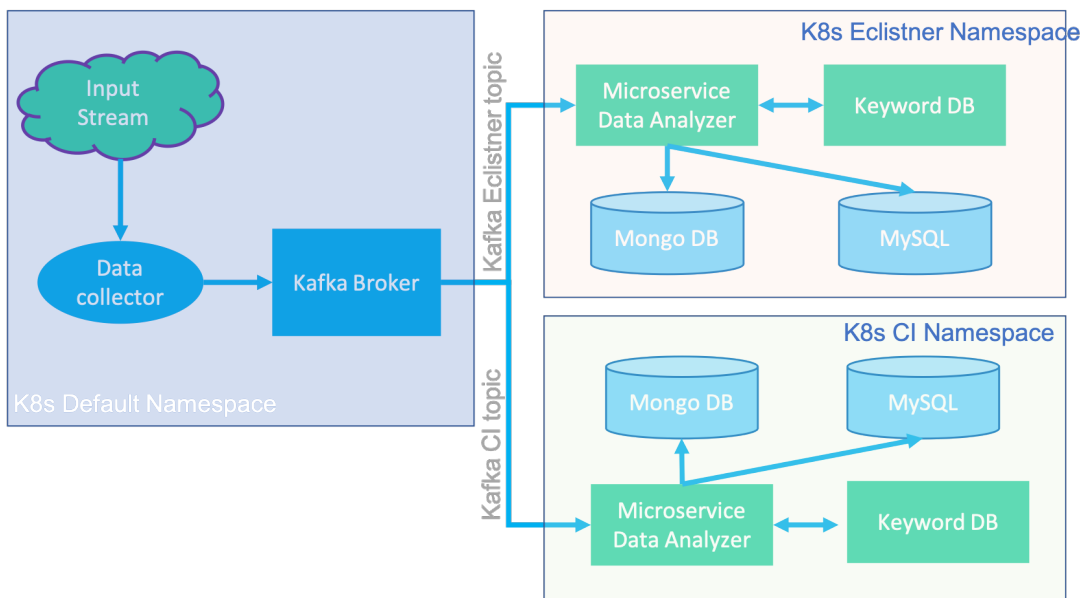 Input
Stream
Data
collector
Kafka Broker
K8s Default Namespace
Kafka Eclistner topic
Kafka CI topic
K8s Eclistner Namespace
Microservice
Data Analyzer
Keyword DB
Mongo DB
MySQL
K8s CI Namespace
Mongo DB
MySQL
Microservice
Data Analyzer
Keyword DB